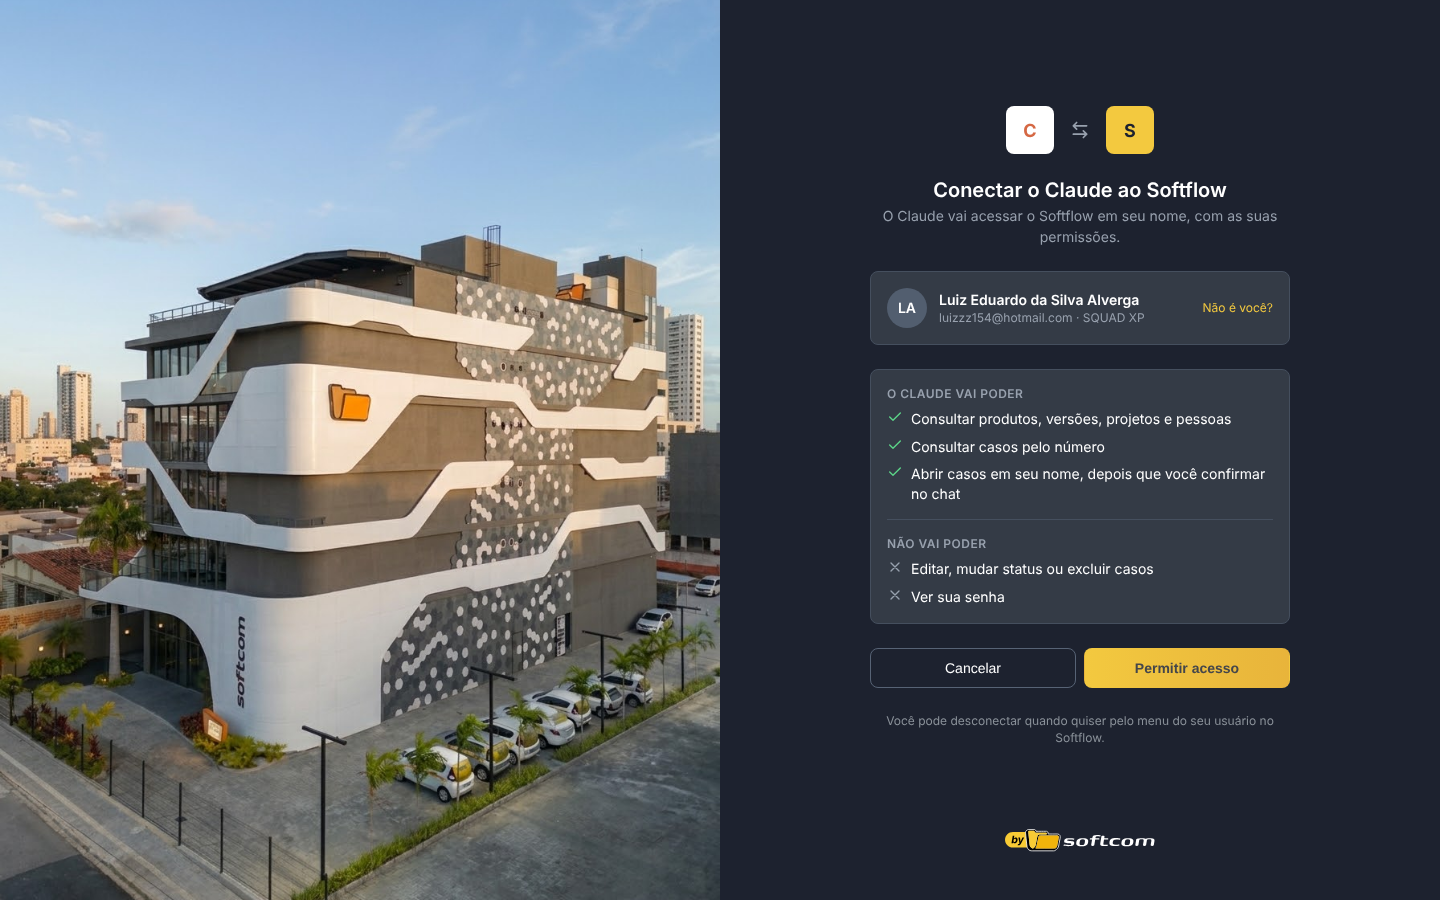 softcom
C
S
Conectar o Claude ao Softflow
O Claude vai acessar o Softflow em seu nome, com as suas
permissões.
LA
Luiz Eduardo da Silva Alverga
luizzz154@hotmail.com · SQUAD XP
Não é você?
O CLAUDE VAI PODER
Consultar produtos, versões, projetos e pessoas
Consultar casos pelo número
Abrir casos em seu nome, depois que você confirmar
no chat
NÃO VAI PODER
Editar, mudar status ou excluir casos
Ver sua senha
Cancelar
Permitir acesso
Você pode desconectar quando quiser pelo menu do seu usuário no
Softflow.
by softcom